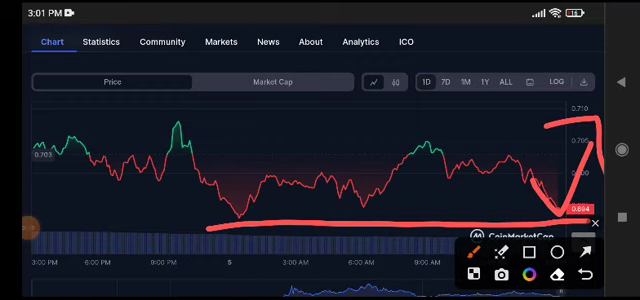 3:01 PM 16
Chart Statistics Community Markets News About Analytics ICO
Price Market Cap 1D 7D 1M 1Y ALL LOG
0.710
0.705
0.703
0.694
CoinMarketCap
3:00 PM 6:00 PM 9:00 PM 5 3:00 AM 6:00 AM 9:00 AM